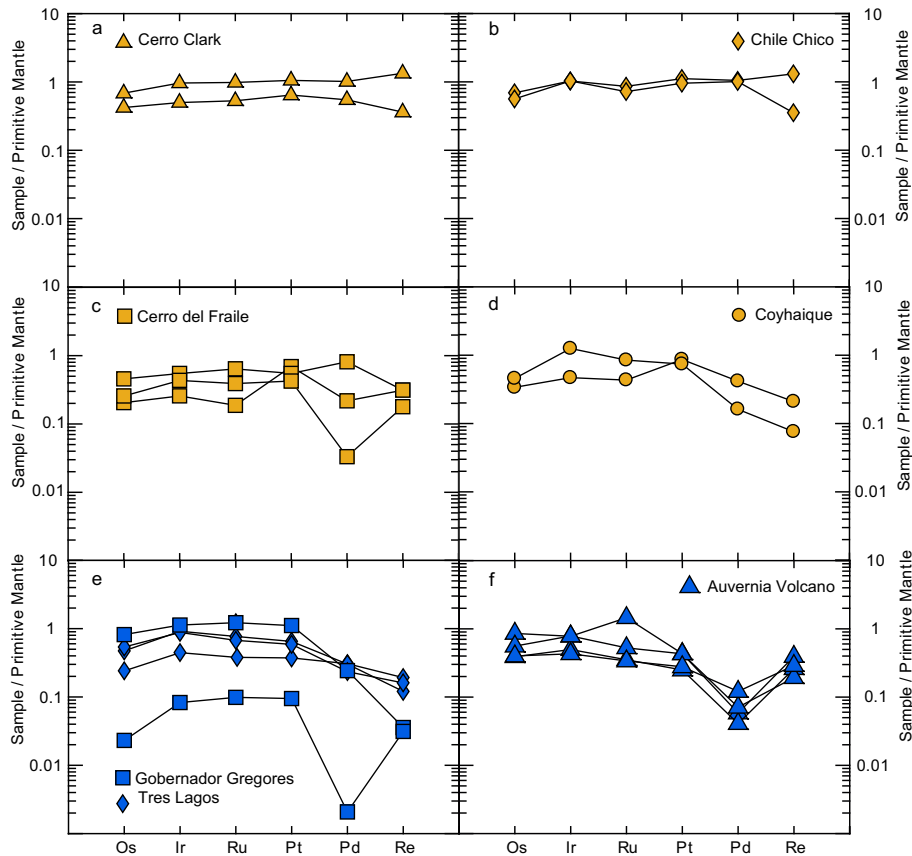 10
a
Cerro Clark
b
Chile Chico
1
0.1
0.01
Sample / Primitive Mantle
Sample / Primitive Mantle
10
c
Cerro del Fraile
d
Coyhaique
1
0.1
0.01
Sample / Primitive Mantle
Sample / Primitive Mantle
10
e
f
Auvernia Volcano
1
0.1
0.01
Gobernador Gregores
Tres Lagos
Sample / Primitive Mantle
Sample / Primitive Mantle
10
1
0.1
0.01
10
1
0.1
0.01
10
1
0.1
0.01
Os Ir Ru Pt Pd Re Os Ir Ru Pt Pd Re